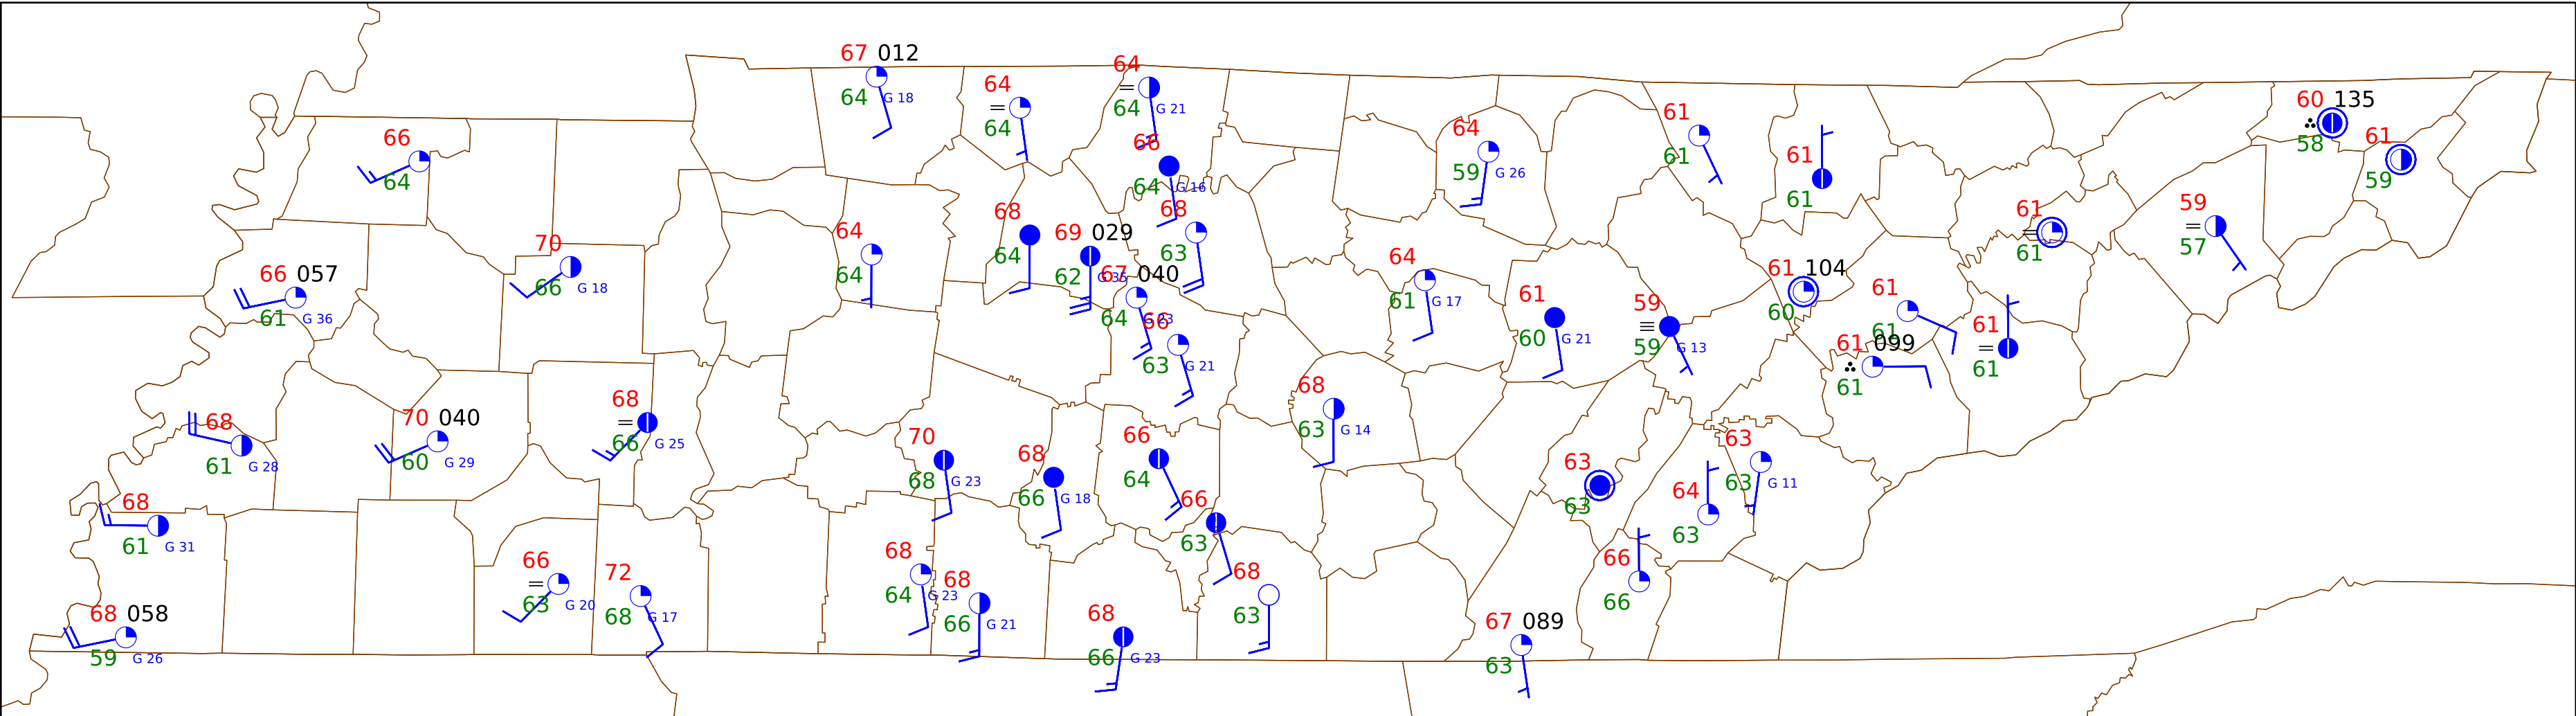 67 012
64 G 18
64
64
64
64 G 21
66
64 G 16
66
64
64
59 G 26
61
61
61
61
60 135
58
61
59
68
64
69 029
62 G 35
68
63
64
64
59
57
61
61
66 057
61 G 36
70
66 G 18
67 040
64 G 23
66
63 G 21
64
61 G 17
61
60 G 21
59
59 G 13
61 104
60
61
61
61 099
61
61
61
68
61 G 28
70 040
60 G 29
68
66 G 25
70
68 G 23
68
66 G 18
66
64
68
63 G 14
63
63
63
63 G 11
64
63
68
61 G 31
66
63
66
63 G 20
72
68 G 17
68
64 G 23
68
66 G 21
68
63
66
66
68 058
59 G 26
68
66 G 23
67 089
63